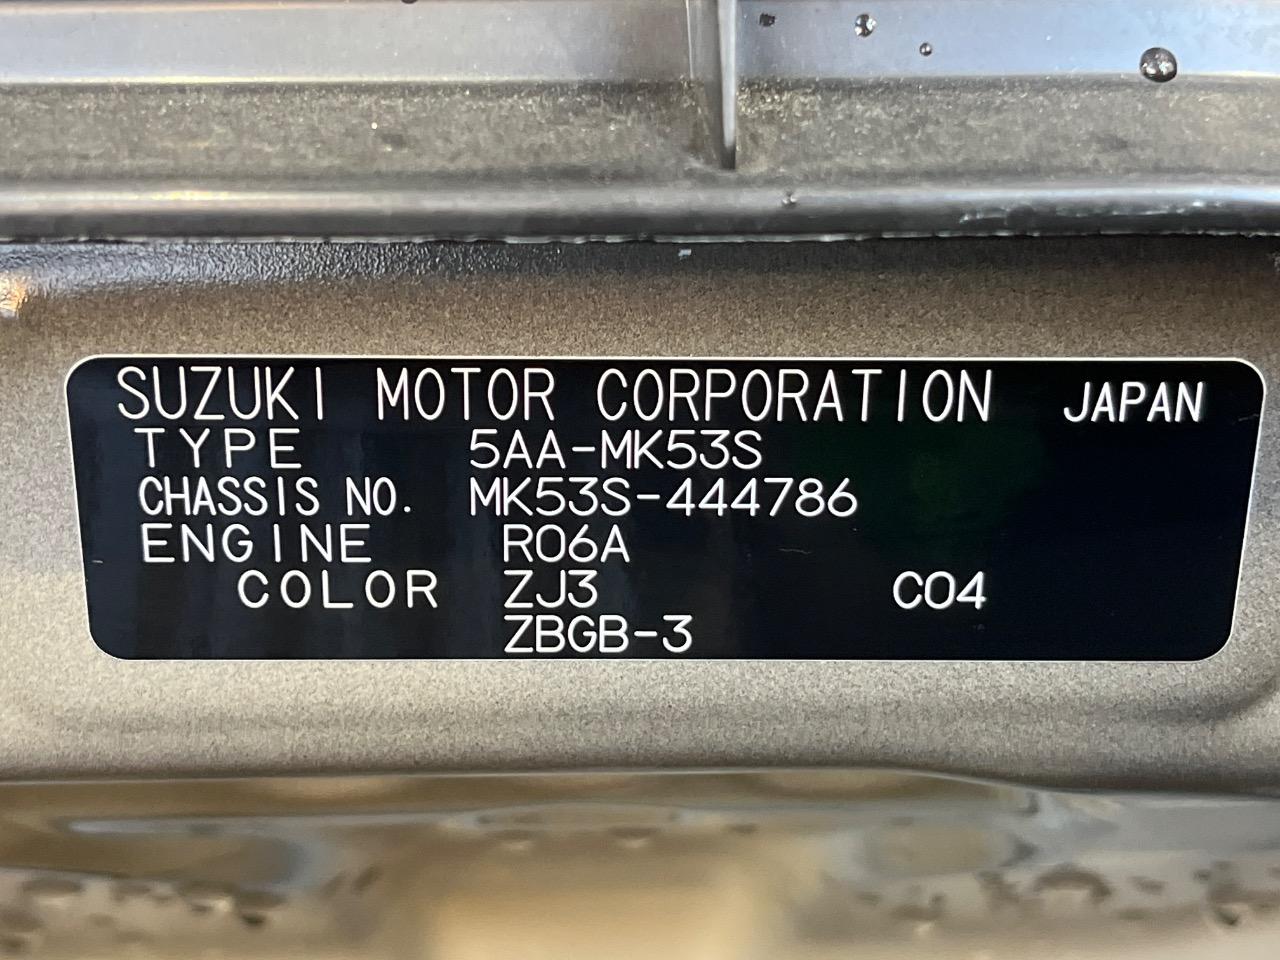 SUZUKI MOTOR CORPORATION JAPAN
TYPE 5AA-MK53S
CHASSIS NO. MK53S-444786
ENGINE R06A
COLOR ZJ3 C04
ZBGB-3